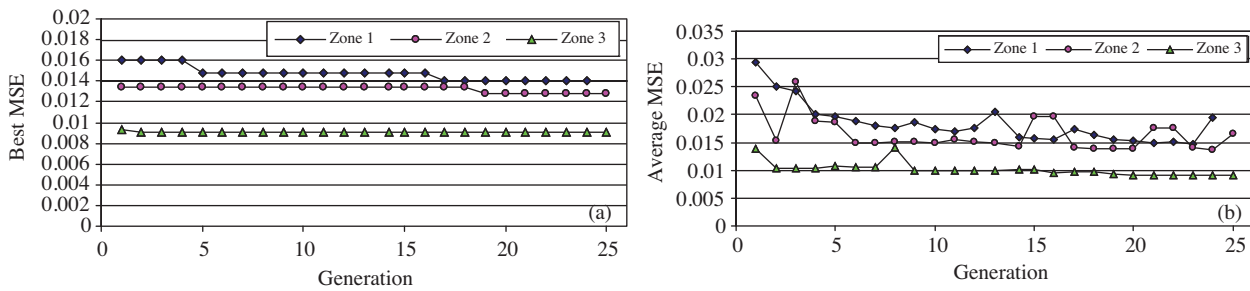 0.02
0.018
0.016
0.014
0.012
0.01
0.008
0.006
0.004
0.002
0
Best MSE
Zone 1 Zone 2 Zone 3
(a)
0 5 10 15 20 25
Generation
0.035
0.03
0.025
0.02
0.015
0.01
0.005
0
Average MSE
Zone 1 Zone 2 Zone 3
(b)
0 5 10 15 20 25
Generation